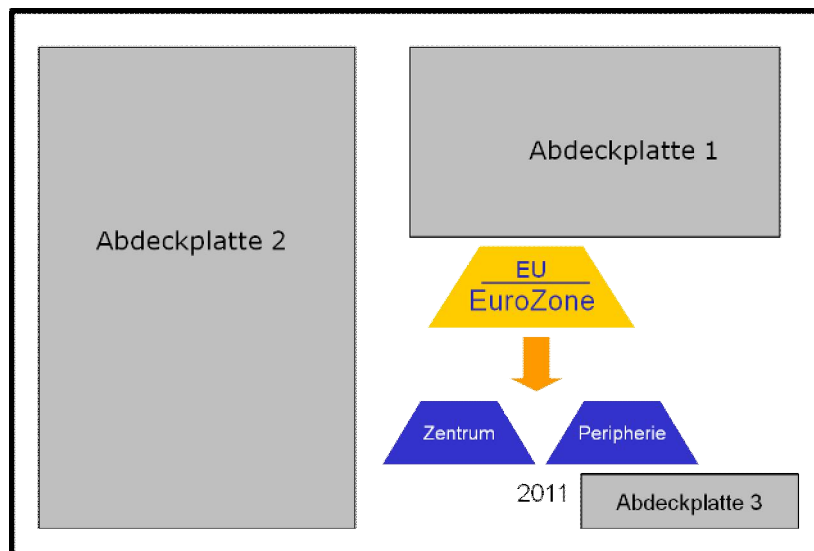 Abdeckplatte 2
Abdeckplatte 1
EU
EuroZone
Zentrum
Peripherie
2011
Abdeckplatte 3